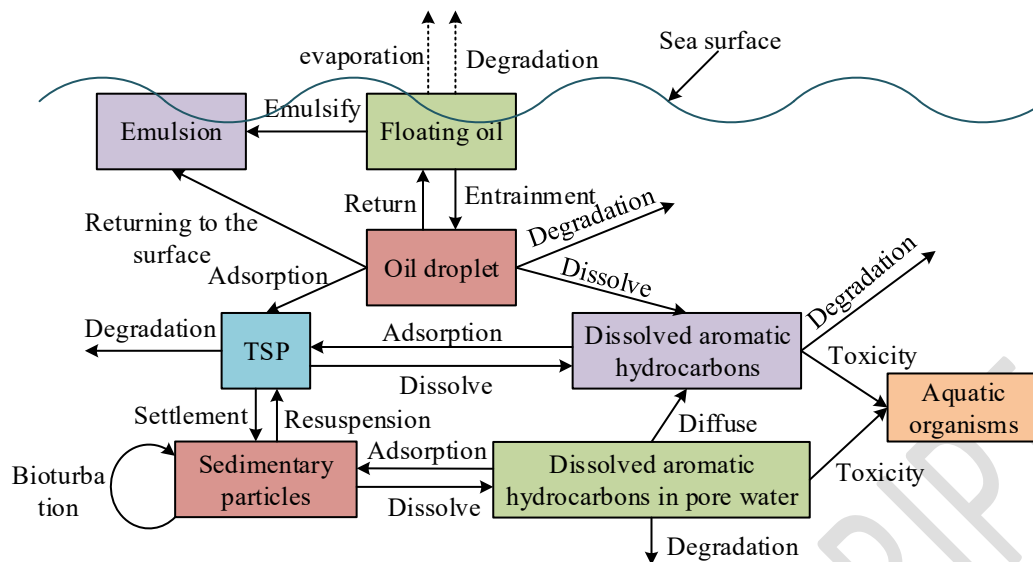 evaporation
Degradation
Sea surface
Emulsion
Emulsify
Floating oil
Return
Entrainment
Returning to the
surface
Oil droplet
Degradation
Adsorption
Dissolve
Degradation
Degradation
TSP
Adsorption
Dissolve
Dissolved aromatic
hydrocarbons
Toxicity
Aquatic
organisms
Settlement
Resuspension
Diffuse
Bioturba
tion
Sedimentary
particles
Adsorption
Dissolve
Dissolved aromatic
hydrocarbons in pore water
Toxicity
Degradation